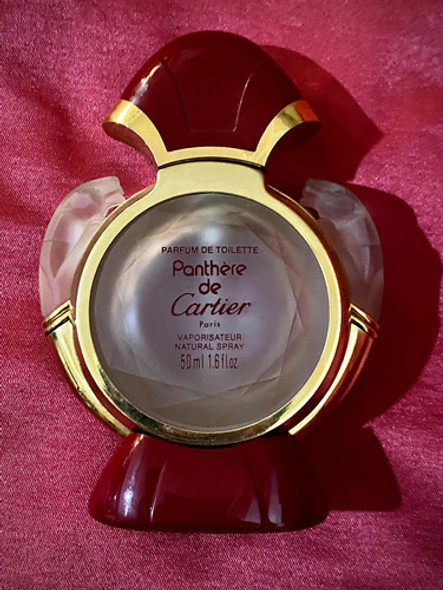 PARFUM DE TOILETTE
Panthère
de
Cartier
Paris
VAPORISATEUR
NATURAL SPRAY
50 ml 1.6 fl.oz.